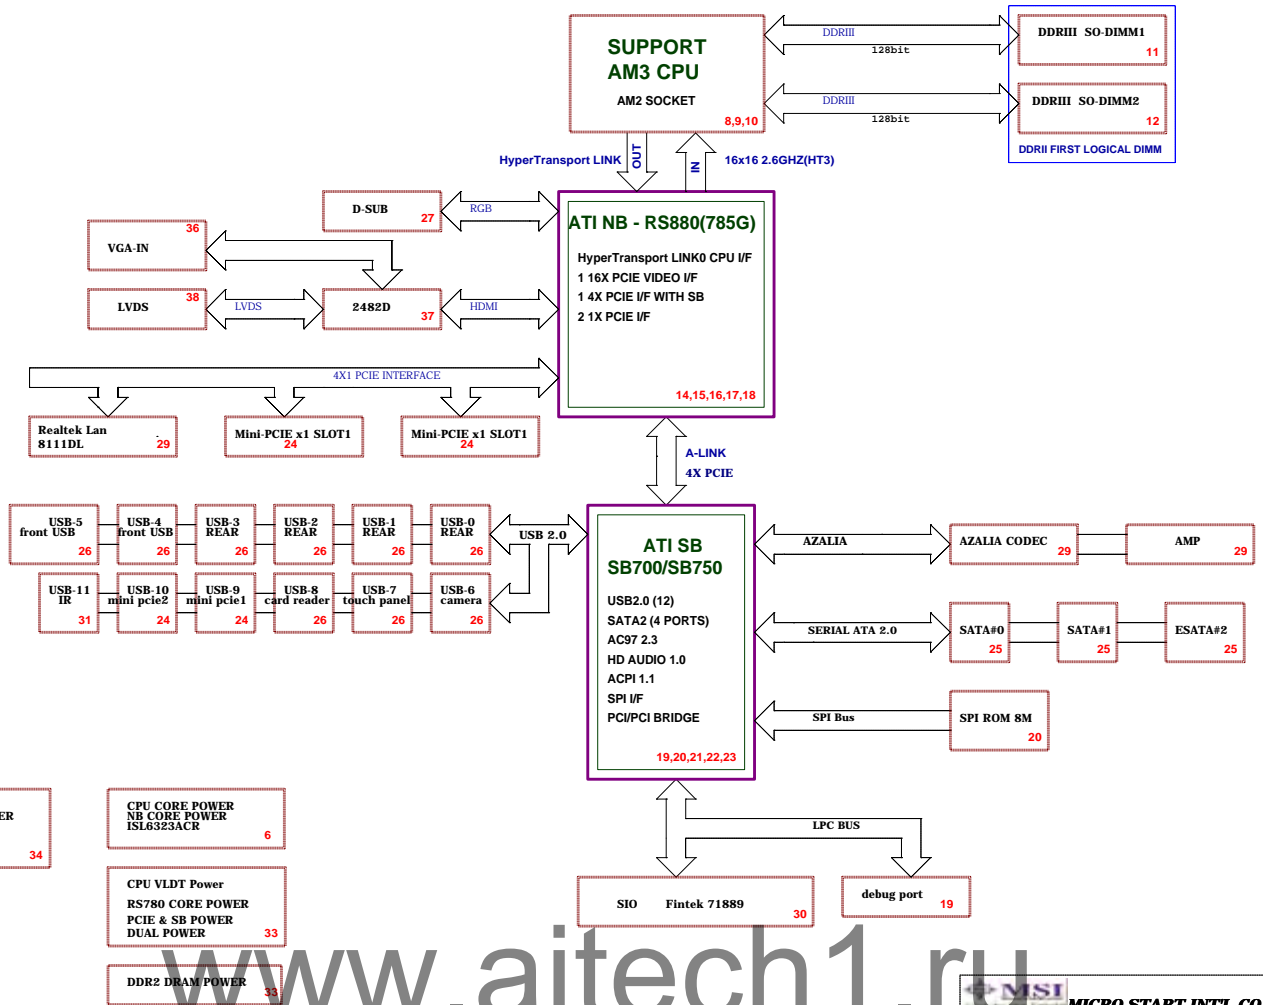 SUPPORT
AM3 CPU
AM2 SOCKET
8,9,10
DDRIII
128bit
DDRIII
128bit
DDRIII SO-DIMM1
11
DDRIII SO-DIMM2
12
DDRII FIRST LOGICAL DIMM
HyperTransport LINK
OUT
IN
16x16 2.6GHZ(HT3)
D-SUB
27
RGB
VGA-IN
36
LVDS
38
LVDS
2482D
37
HDMI
ATI NB - RS880(785G)
HyperTransport LINK0 CPU I/F
1 16X PCIE VIDEO I/F
1 4X PCIE I/F WITH SB
2 1X PCIE I/F
14,15,16,17,18
4X1 PCIE INTERFACE
Realtek Lan
8111DL
29
Mini-PCIE x1 SLOT1
24
Mini-PCIE x1 SLOT1
24
A-LINK
4X PCIE
USB-5
front USB
26
USB-4
front USB
26
USB-3
REAR
26
USB-2
REAR
26
USB-1
REAR
26
USB-0
REAR
26
USB 2.0
USB-11
IR
31
USB-10
mini pcie2
24
USB-9
mini pcie1
24
USB-8
card reader
26
USB-7
touch panel
26
USB-6
camera
26
ATI SB
SB700/SB750
USB2.0 (12)
SATA2 (4 PORTS)
AC97 2.3
HD AUDIO 1.0
ACPI 1.1
SPI I/F
PCI/PCI BRIDGE
19,20,21,22,23
AZALIA
AZALIA CODEC
29
AMP
29
SERIAL ATA 2.0
SATA#0
25
SATA#1
25
ESATA#2
25
SPI Bus
SPI ROM 8M
20
LPC BUS
SIO Fintek 71889
30
debug port
19
ER
34
CPU CORE POWER
NB CORE POWER
ISL6323ACR
6
CPU VLDT Power
RS780 CORE POWER
PCIE & SB POWER
DUAL POWER
33
DDR2 DRAM POWER
33
www.aitech1.ru
MSI
MICRO-START INT'L CO